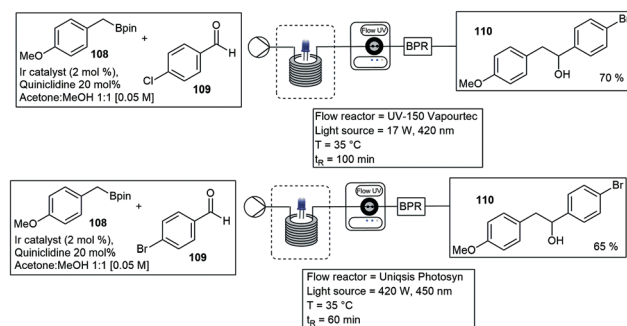 Bpin
MeO
108
+
O
H
Cl
109
Ir catalyst (2 mol %),
Quiniclidine 20 mol%
Acetone:MeOH 1:1 [0.05 M]
Flow UV
BPR
110
Br
MeO
OH
70 %
Flow reactor = UV-150 Vapourtec
Light source = 17 W, 420 nm
T = 35 °C
tR = 100 min
Bpin
MeO
108
+
O
H
Br
109
Ir catalyst (2 mol %),
Quiniclidine 20 mol%
Acetone:MeOH 1:1 [0.05 M]
Flow UV
BPR
110
Br
MeO
OH
65 %
Flow reactor = Uniqsis Photosyn
Light source = 420 W, 450 nm
T = 35 °C
tR = 60 min